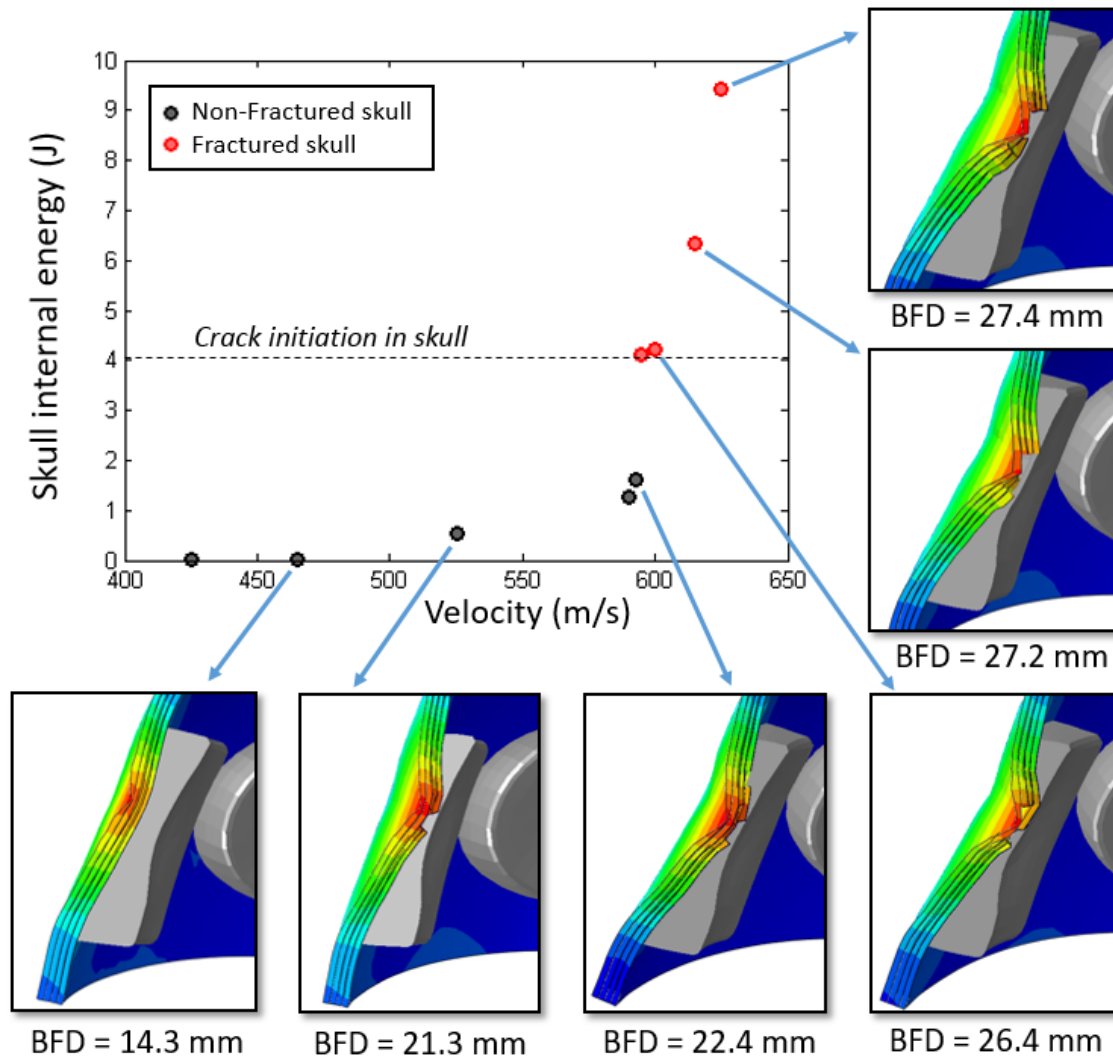 10
9
8
7
6
5
4
3
2
1
0
Skull internal energy (J)
Non-Fractured skull
Fractured skull
Crack initiation in skull
400
450
500
550
600
650
Velocity (m/s)
BFD = 27.4 mm
BFD = 27.2 mm
BFD = 14.3 mm
BFD = 21.3 mm
BFD = 22.4 mm
BFD = 26.4 mm